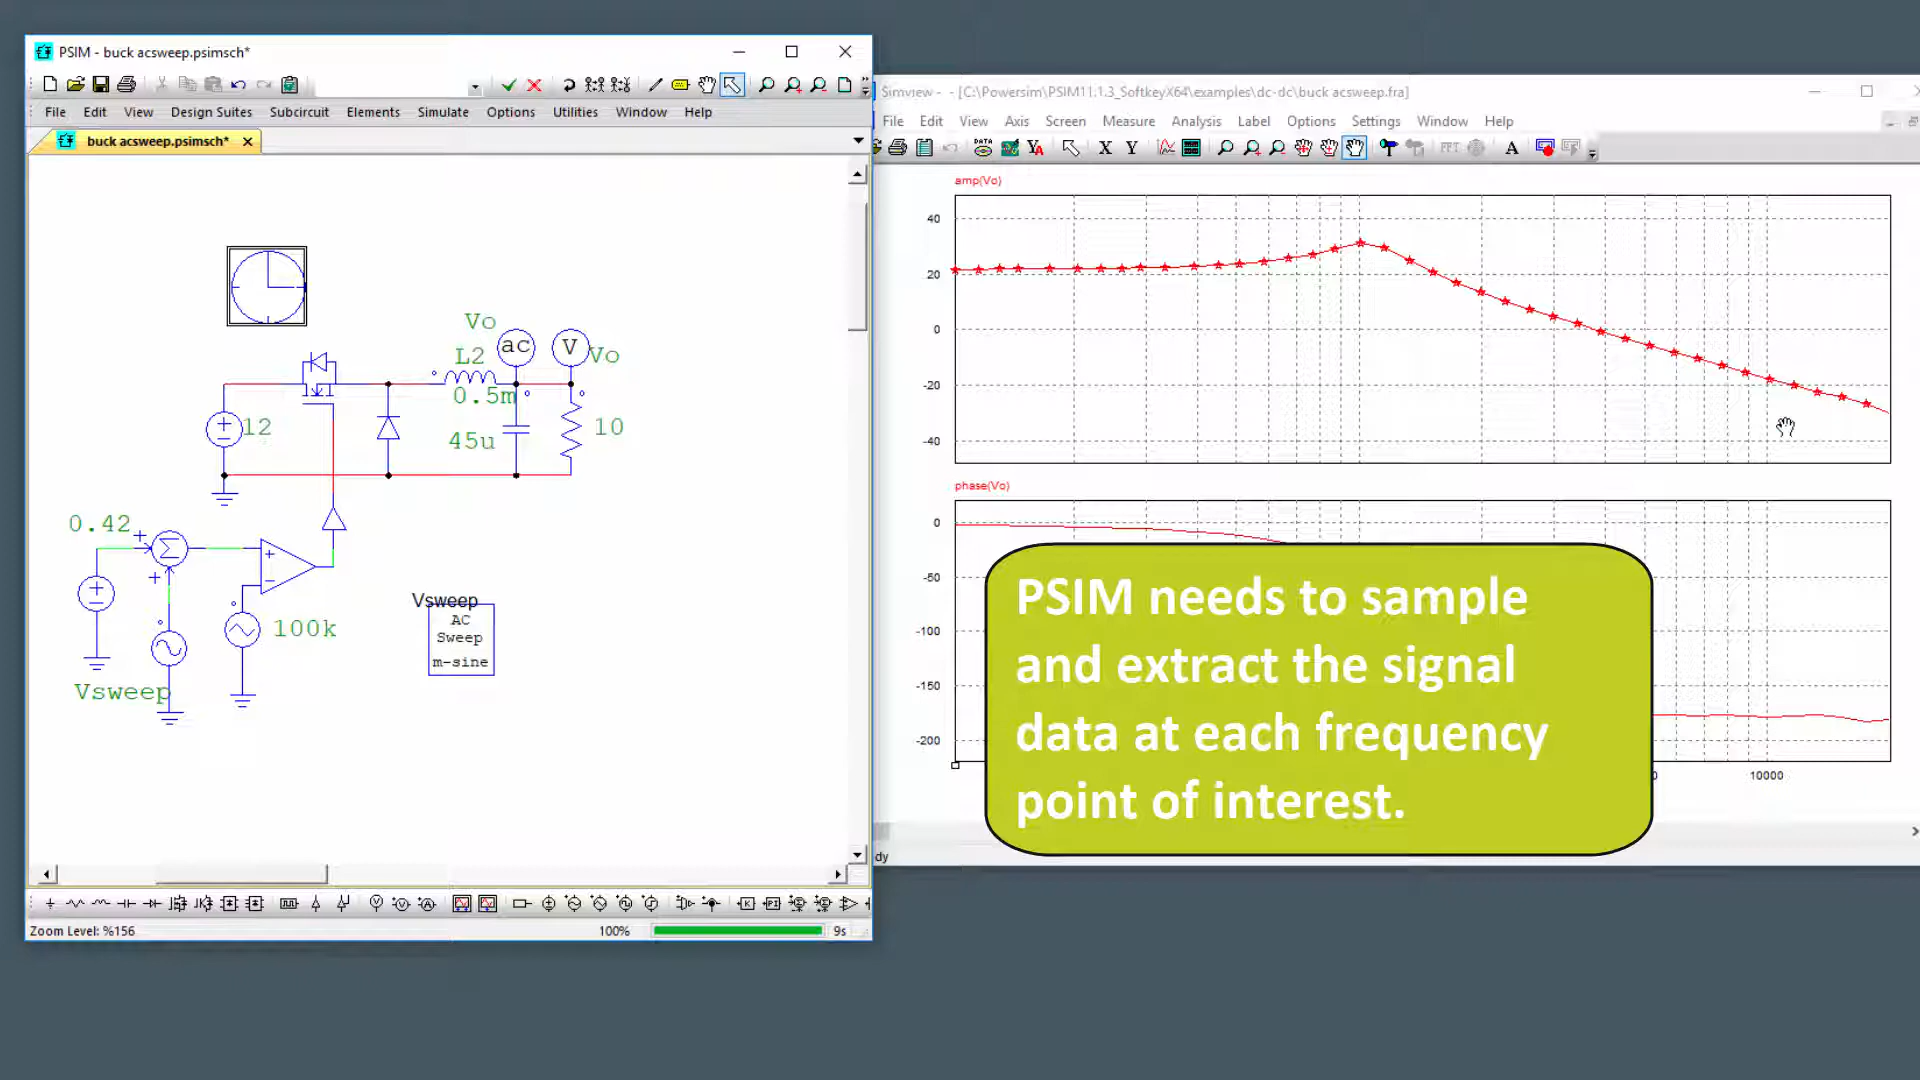 PSIM - buck acsweep.psimsch*
File Edit View Design Suites Subcircuit Elements Simulate Options Utilities Window Help
buck acsweep.psimsch*
Vo
ac
V
Vo
L2
0.5m
12
45u
10
0.42
Σ
100k
Vsweep
Vsweep
AC
Sweep
m-sine
Zoom Level: %156
100%
9s
Simview - - [C:\Powersim\PSIM11.1.3_SoftkeyX64\examples\dc-dc\buck acsweep.fra]
File Edit View Axis Screen Measure Analysis Label Options Settings Window Help
DATA
X Y
FFT
A
amp(Vo)
40
20
0
-20
-40
phase(Vo)
0
-50
-100
-150
-200
10000
dy
PSIM needs to sample
and extract the signal
data at each frequency
point of interest.